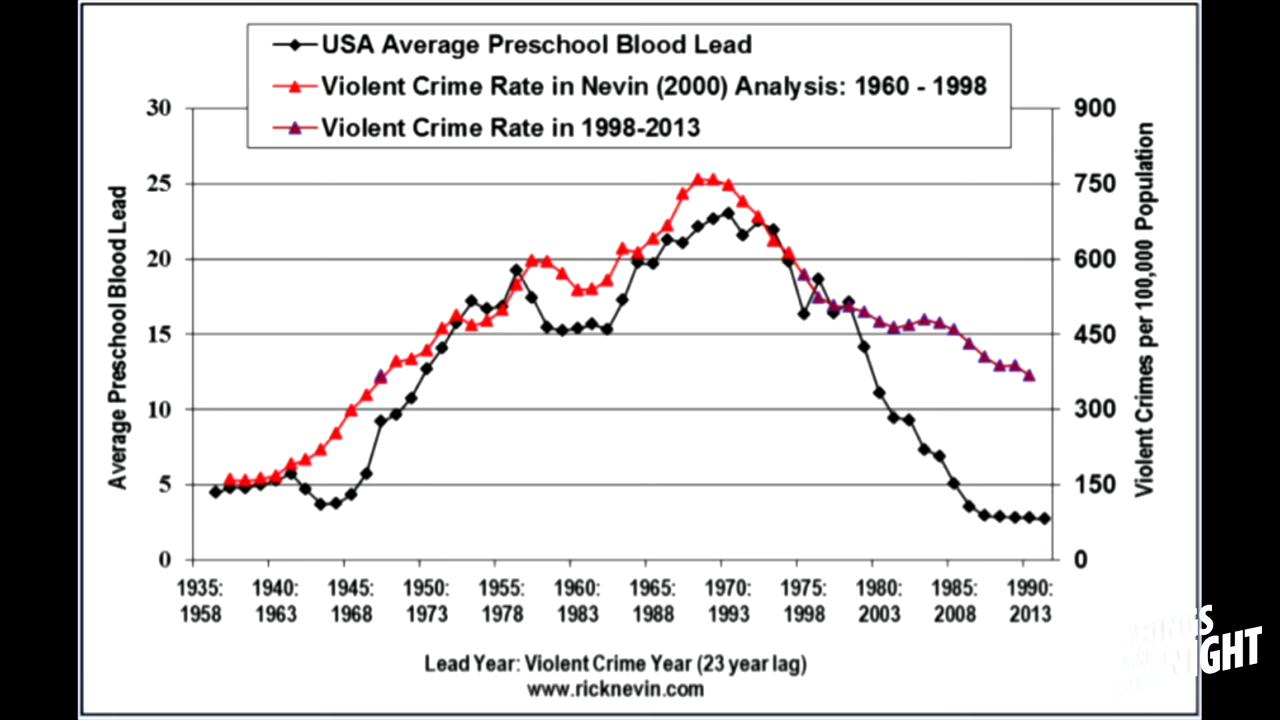 USA Average Preschool Blood Lead
Violent Crime Rate in Nevin (2000) Analysis: 1960 - 1998
Violent Crime Rate in 1998-2013
Average Preschool Blood Lead
30
25
20
15
10
5
0
900
750
600
450
300
150
0
Violent Crimes per 100,000 Population
1935: 1940: 1945: 1950: 1955: 1960: 1965: 1970: 1975: 1980: 1985: 1990:
1958 1963 1968 1973 1978 1983 1988 1993 1998 2003 2008 2013
Lead Year: Violent Crime Year (23 year lag)
www.ricknevin.com
NIGHT